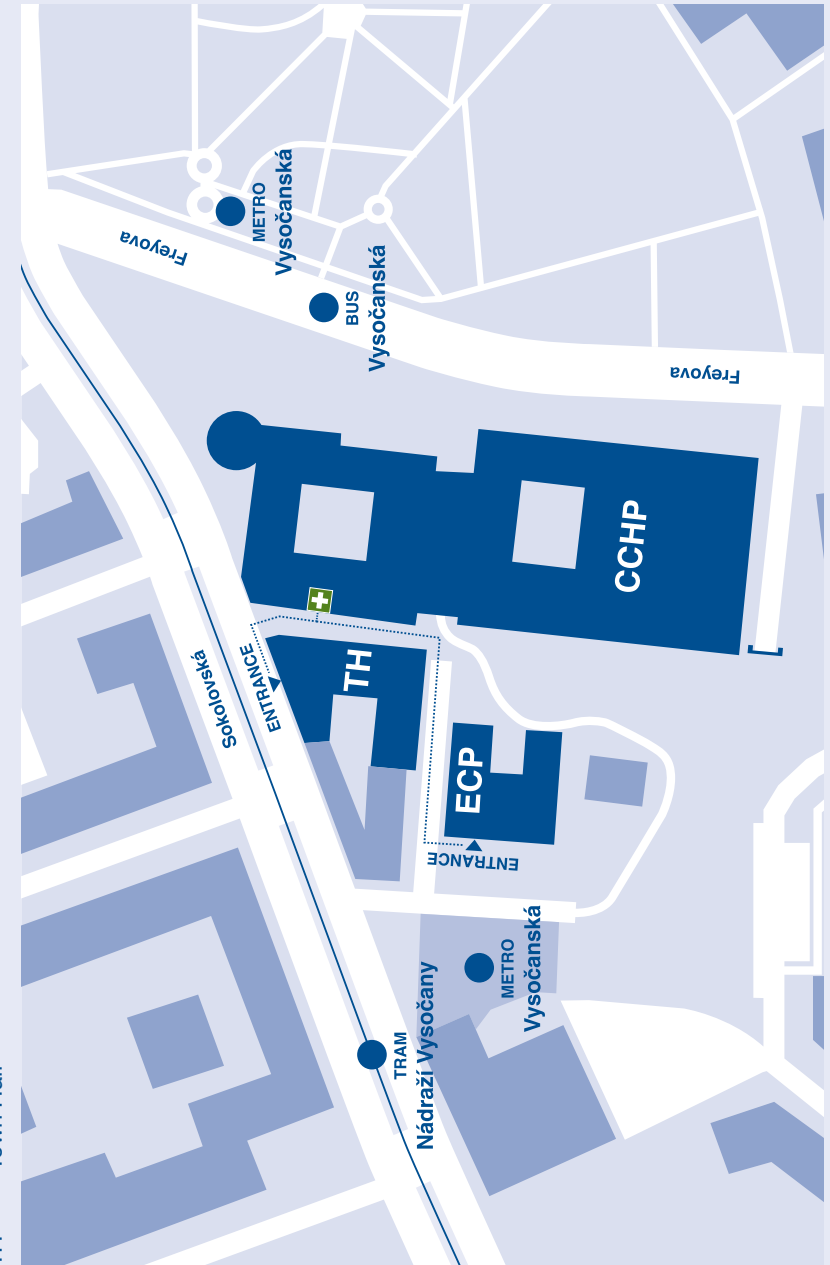 Freyova
METRO
Vysočanská
BUS
Vysočanská
Freyova
CCHP
Sokolovská
ENTRANCE
TH
ECP
ENTRANCE
METRO
Vysočanská
TRAM
Nádraží Vysočany